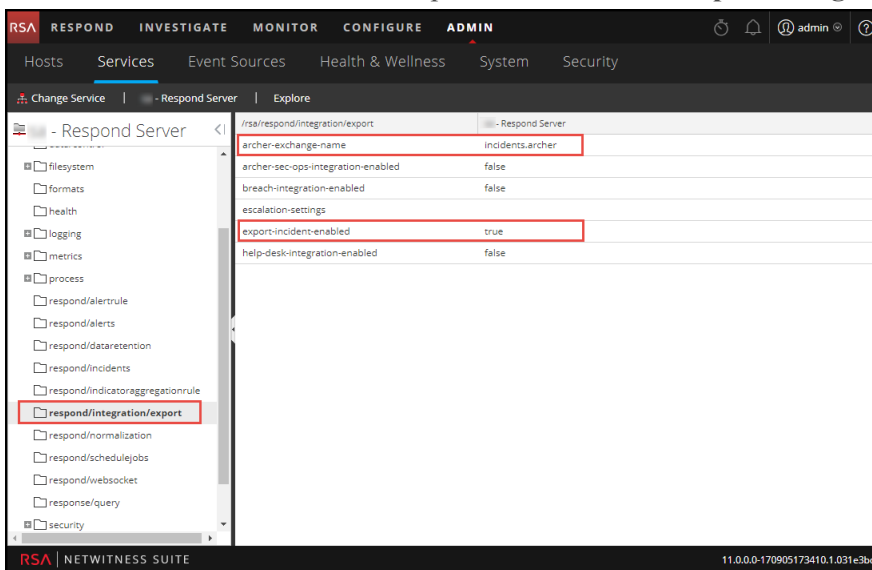 RSA RESPOND INVESTIGATE MONITOR CONFIGURE ADMIN admin
Hosts Services Event Sources Health & Wellness System Security
Change Service | - Respond Server | Explore
- Respond Server
filesystem
formats
health
logging
metrics
process
respond/alertrule
respond/alerts
respond/dataretention
respond/incidents
respond/indicatoraggregationrule
respond/integration/export
respond/normalization
respond/schedulejobs
respond/websocket
response/query
security
/rsa/respond/integration/export - Respond Server
archer-exchange-name incidents.archer
archer-sec-ops-integration-enabled false
breach-integration-enabled false
escalation-settings
export-incident-enabled true
help-desk-integration-enabled false
RSA | NETWITNESS SUITE 11.0.0.0-170905173410.1.031e3b